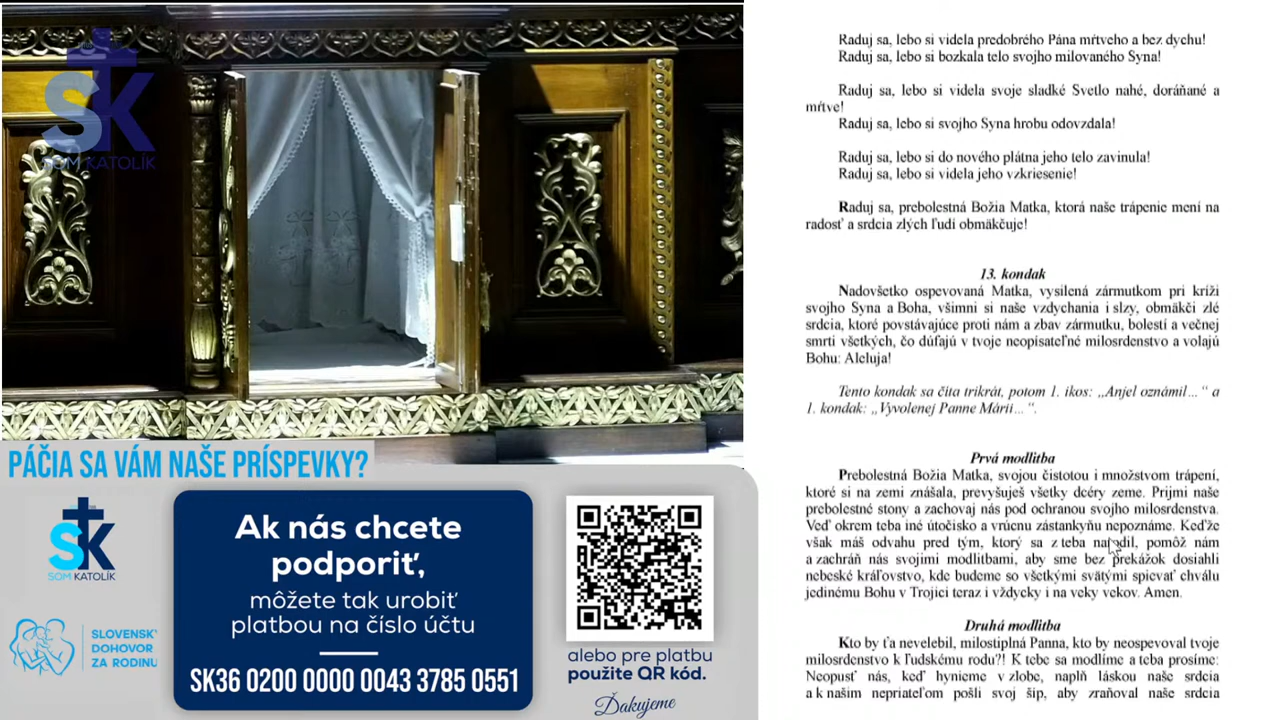 STK
SOM KATOLÍK
PÁČIA SA VÁM NAŠE PRÍSPEVKY?
STK
SOM KATOLÍK
SLOVENSKÝ
DOHOVOR
ZA RODINU
Ak nás chcete
podporiť,
môžete tak urobiť
platbou na číslo účtu
SK36 0200 0000 0043 3785 0551
alebo pre platbu
použite QR kód.
Ďakujeme
Raduj sa, lebo si videla predobrého Pána mŕtveho a bez dychu!
Raduj sa, lebo si bozkala telo svojho milovaného Syna!
Raduj sa, lebo si videla svoje sladké Svetlo nahé, doráňané a
mŕtve!
Raduj sa, lebo si svojho Syna hrobu odovzdala!
Raduj sa, lebo si do nového plátna jeho telo zavinula!
Raduj sa, lebo si videla jeho vzkriesenie!
Raduj sa, prebolestná Božia Matka, ktorá naše trápenie mení na
radosť a srdcia zlých ľudí obmäkčuje!
13. kondak
Nadovšetko ospevovaná Matka, vysilená zármutkom pri kríži
svojho Syna a Boha, všimni si naše vzdychania i slzy, obmäkči zlé
srdcia, ktoré povstávajúce proti nám a zbav zármutku, bolestí a večnej
smrti všetkých, čo dúfajú v tvoje neopísateľné milosrdenstvo a volajú
Bohu: Aleluja!
Tento kondak sa číta trikrát, potom 1. ikos: „Anjel oznámil...“ a
1. kondak: „Vyvolenej Panne Márii...“.
Prvá modlitba
Prebolestná Božia Matka, svojou čistotou i množstvom trápení,
ktoré si na zemi znášala, prevyšuješ všetky dcéry zeme. Prijmi naše
prebolestné stony a zachovaj nás pod ochranou svojho milosrdenstva.
Veď okrem teba iné útočisko a vrúcnu zástankyňu nepoznáme. Keďže
však máš odvahu pred tým, ktorý sa z teba narodil, pomôž nám
a zachráň nás svojimi modlitbami, aby sme bez prekážok dosiahli
nebeské kráľovstvo, kde budeme so všetkými svätými spievať chválu
jedinému Bohu v Trojici teraz i vždycky i na veky vekov. Amen.
Druhá modlitba
Kto by ťa nevelebil, milostiplná Panna, kto by neospevoval tvoje
milosrdenstvo k ľudskému rodu?! K tebe sa modlíme a teba prosíme:
Neopusť nás, keď hynieme v zlobe, naplň láskou naše srdcia
a k našim nepriateľom pošli svoj šíp, aby zraňoval naše srdcia